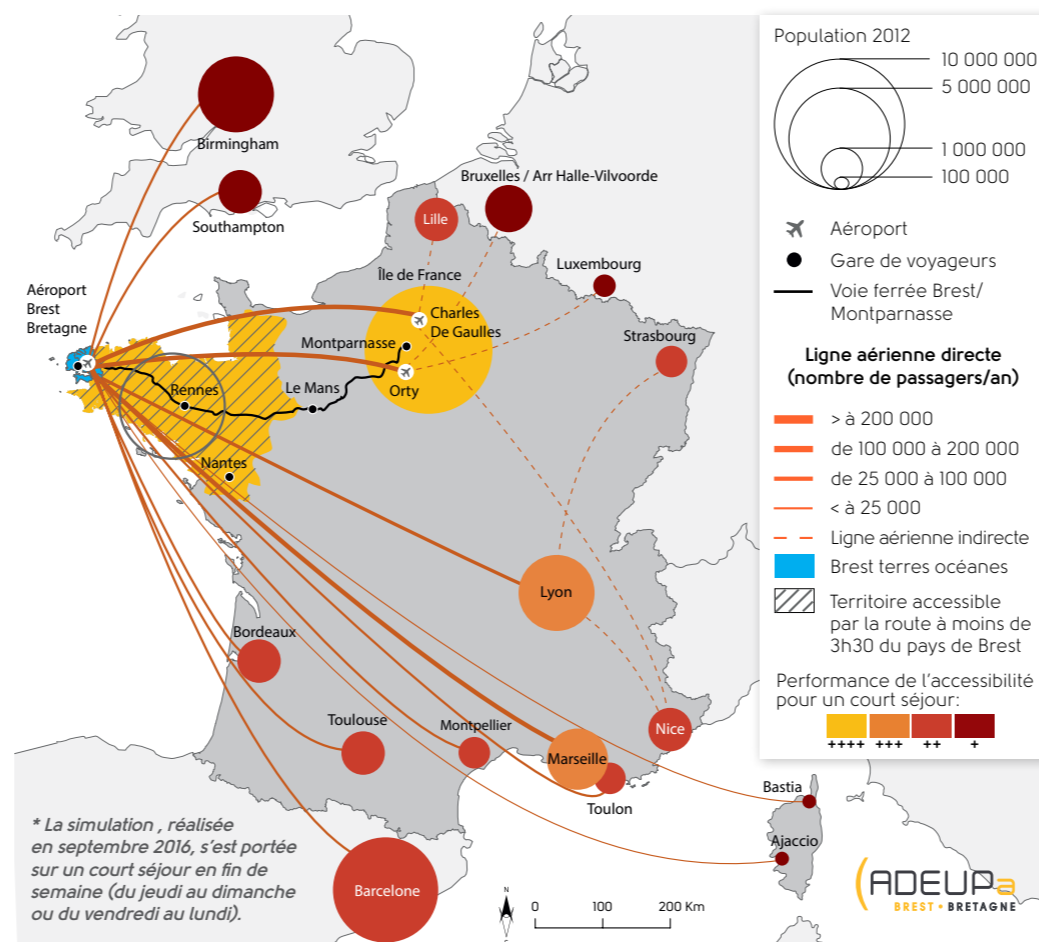 Population 2012
10 000 000
5 000 000
1 000 000
100 000
Aéroport
Gare de voyageurs
Voie ferrée Brest/
Montparnasse
Ligne aérienne directe
(nombre de passagers/an)
> à 200 000
de 100 000 à 200 000
de 25 000 à 100 000
< à 25 000
Ligne aérienne indirecte
Brest terres océanes
Territoire accessible
par la route à moins de
3h30 du pays de Brest
Performance de l'accessibilité
pour un court séjour:
++++ +++ ++ +
Birmingham
Southampton
Bruxelles / Arr Halle-Vilvoorde
Lille
Luxembourg
Île de France
Aéroport
Brest
Bretagne
Charles
De Gaulles
Montparnasse
Strasbourg
Orty
Rennes
Le Mans
Nantes
Lyon
Bordeaux
Toulouse
Montpellier
Nice
Marseille
Toulon
Bastia
Ajaccio
Barcelone
* La simulation , réalisée
en septembre 2016, s'est portée
sur un court séjour en fin de
semaine (du jeudi au dimanche
ou du vendredi au lundi).
N
S
0 100 200 Km
ADEUPa
BREST • BRETAGNE